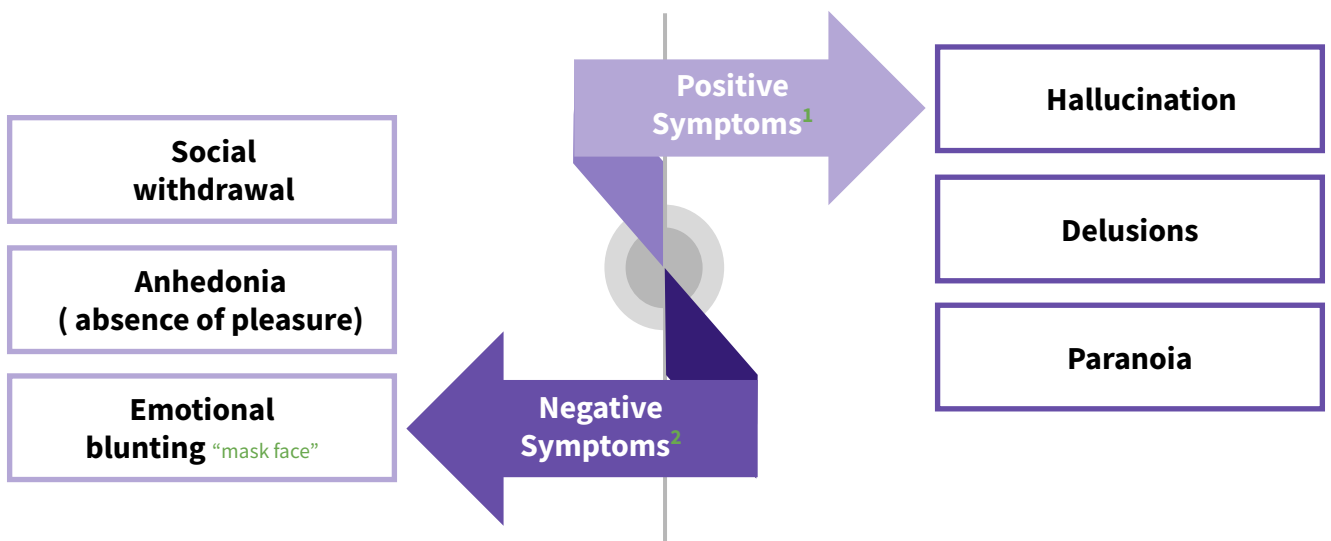 Positive
Symptoms1
Hallucination
Delusions
Paranoia
Social
withdrawal
Anhedonia
( absence of pleasure)
Emotional
blunting “mask face”
Negative
Symptoms2